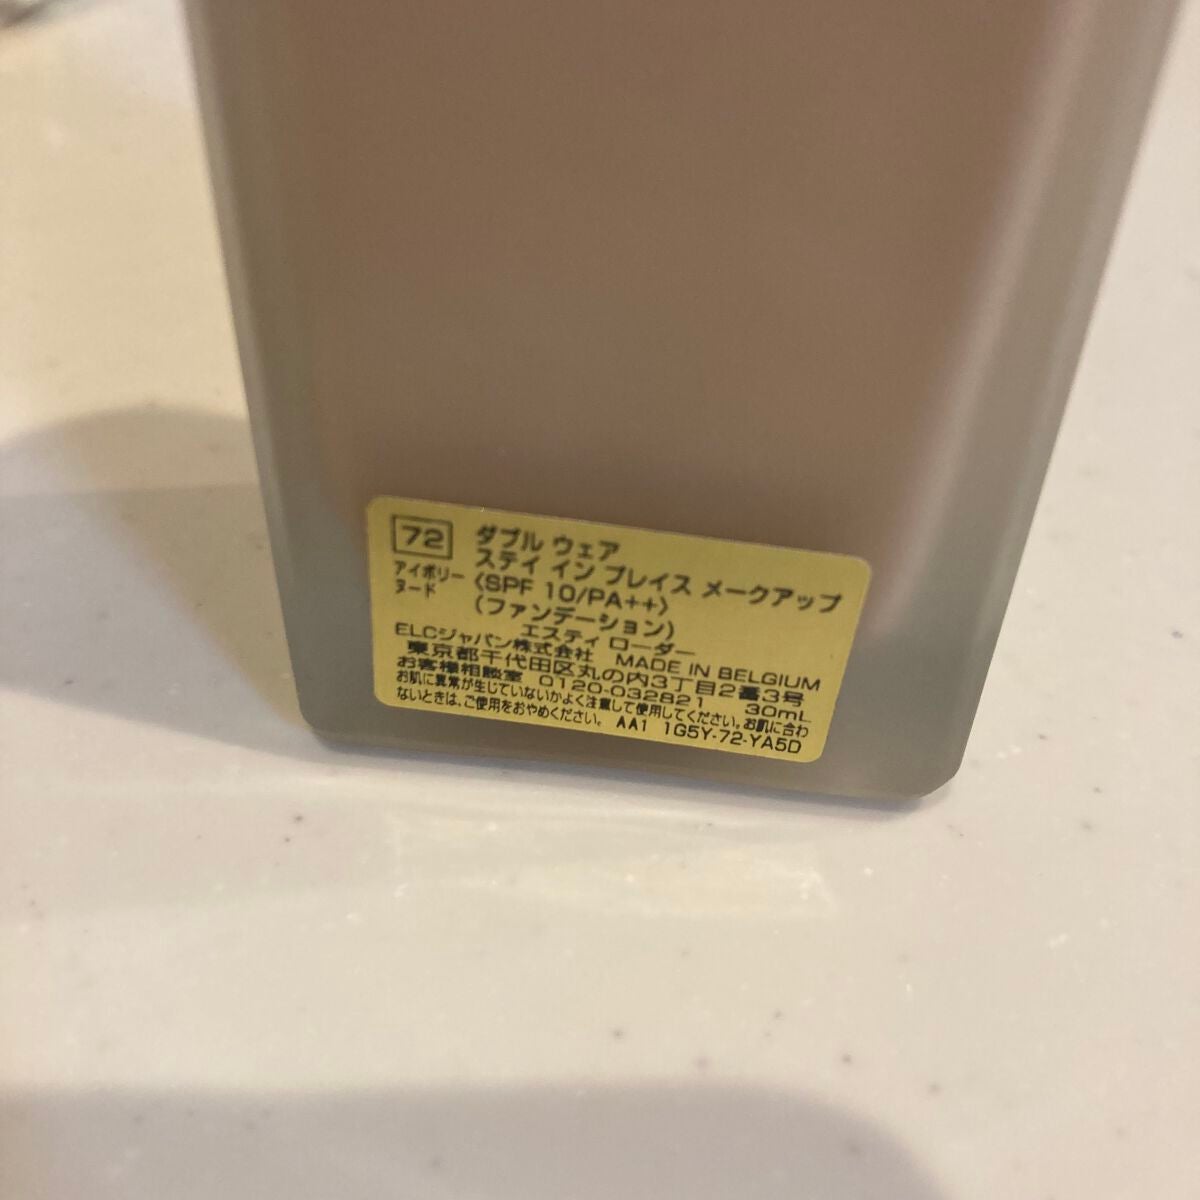 72 ダブル ウェア
ステイ イン プレイス メークアップ
アイボリー
ヌード
〈SPF 10/PA++〉
(ファンデーション)
エスティ ローダー
ELCジャパン株式会社 MADE IN BELGIUM
東京都千代田区丸の内3丁目2番3号
お客様相談室 0120-032821 30mL
お肌に異常が生じていないかよく注意して使用してください。お肌に合わ
ないときは、ご使用をおやめください。 AA1 1G5Y-72-YA5D